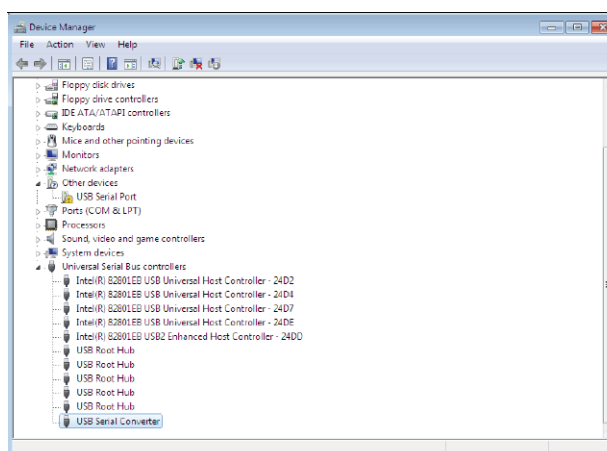 Device Manager
File Action View Help
Floppy disk drives
Floppy drive controllers
IDE ATA/ATAPI controllers
Keyboards
Mice and other pointing devices
Monitors
Network adapters
Other devices
USB Serial Port
Ports (COM & LPT)
Processors
Sound, video and game controllers
System devices
Universal Serial Bus controllers
Intel(R) 82801EB USB Universal Host Controller - 24D2
Intel(R) 82801EB USB Universal Host Controller - 24D4
Intel(R) 82801EB USB Universal Host Controller - 24D7
Intel(R) 82801EB USB Universal Host Controller - 24DE
Intel(R) 82801EB USB2 Enhanced Host Controller - 24DD
USB Root Hub
USB Root Hub
USB Root Hub
USB Root Hub
USB Root Hub
USB Serial Converter